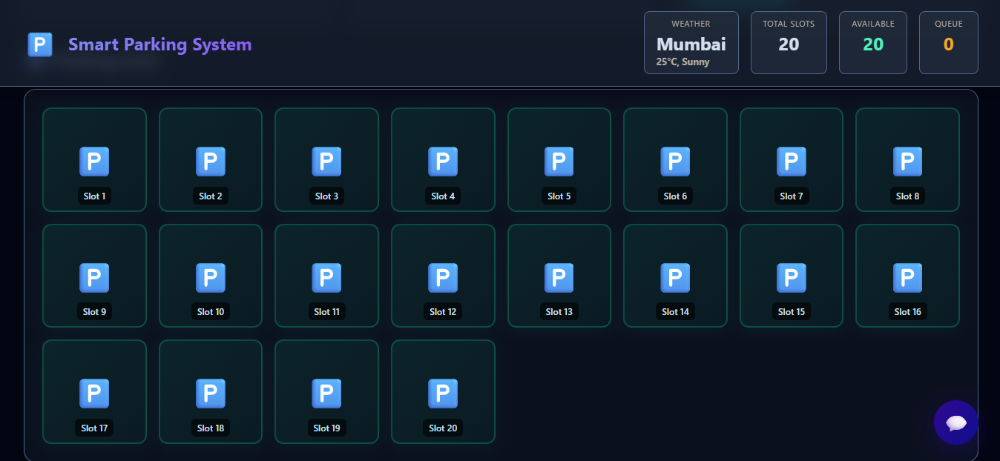 P Smart Parking System
WEATHER
Mumbai
25°C, Sunny
TOTAL SLOTS
20
AVAILABLE
20
QUEUE
0
P P P P P P P P
Slot 1 Slot 2 Slot 3 Slot 4 Slot 5 Slot 6 Slot 7 Slot 8
P P P P P P P P
Slot 9 Slot 10 Slot 11 Slot 12 Slot 13 Slot 14 Slot 15 Slot 16
P P P P
Slot 17 Slot 18 Slot 19 Slot 20